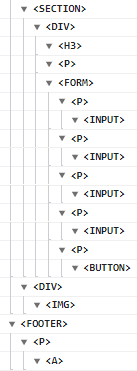 <SECTION>
<DIV>
<H3>
<P>
<FORM>
<P>
<INPUT>
<P>
<INPUT>
<P>
<INPUT>
<P>
<INPUT>
<P>
<BUTTON>
<DIV>
<IMG>
<FOOTER>
<P>
<A>